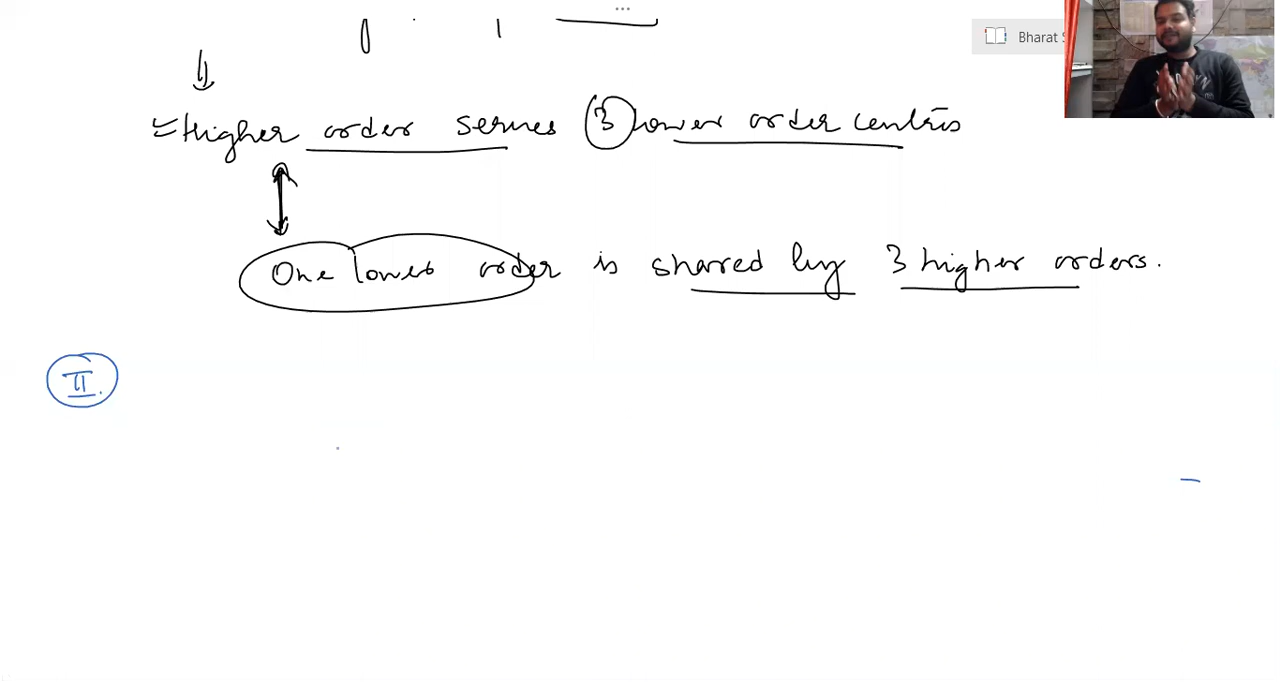 Bharat
Higher order serves 3 lower order centres
One lower order is shared by 3 higher orders.
II.